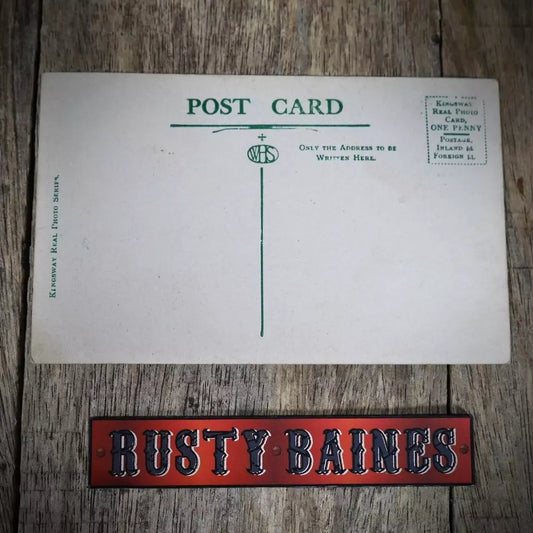 POST CARD
WHS
ONLY THE ADDRESS TO BE
WRITTEN HERE.
KINGSWAY
REAL PHOTO
CARD,
ONE PENNY
POSTAGE,
INLAND ½d
FOREIGN 1d.
KINGSWAY REAL PHOTO SERIES.
RUSTY BAINES